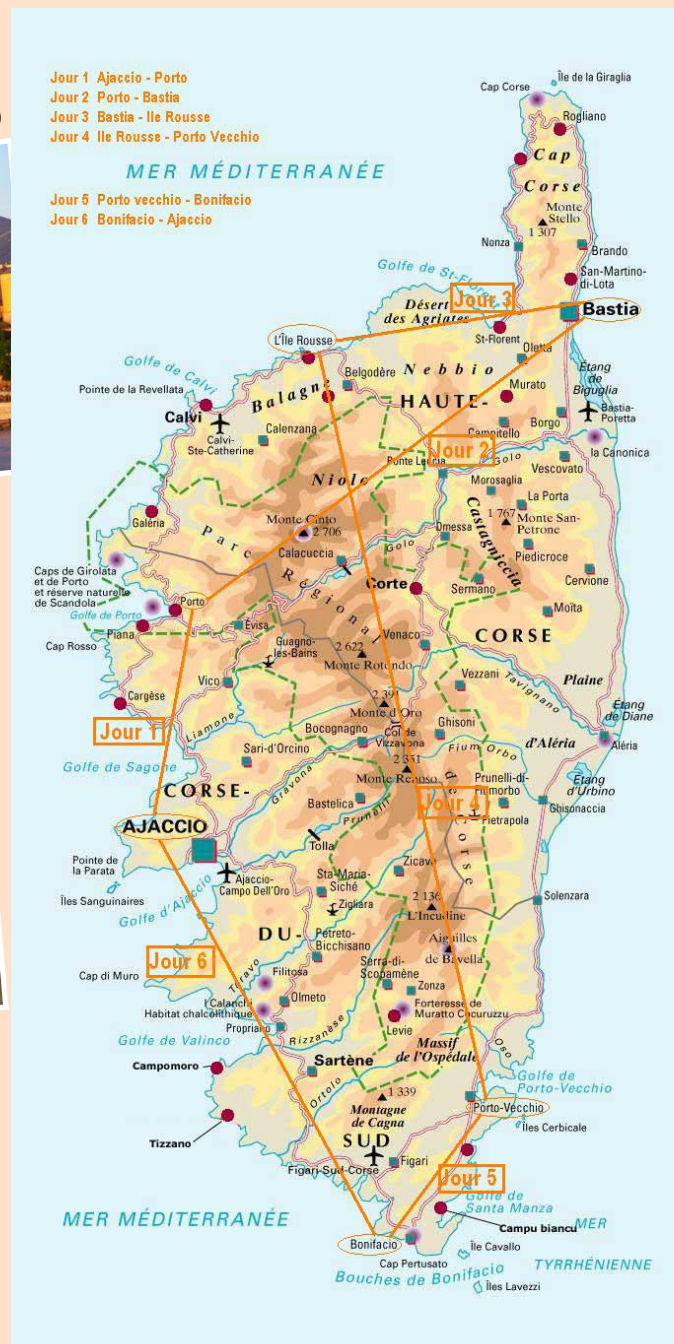 Jour 1 Ajaccio - Porto
Jour 2 Porto - Bastia
Jour 3 Bastia - Ile Rousse
Jour 4 Ile Rousse - Porto Vecchio
Jour 5 Porto vecchio - Bonifacio
Jour 6 Bonifacio - Ajaccio
MER MÉDITERRANÉE
Île de la Giraglia
Cap Corse
Rogliano
Cap
Corse
Monte
Stello
1 307
Nonza
Brando
San-Martino-
di-Lota
Golfe de St-Florent
Jour 3
Désert
des Agriates
Bastia
St-Florent
L'Île Rousse
Oletta
Étang
de
Biguglia
Golfe de Calvi
Belgodère
Nebbio
Pointe de la Revellata
Balagne
Murato
HAUTE-
Calvi
Borgo
Bastia-
Poretta
Calvi-
Ste-Catherine
Calenzana
Campitello
la Canonica
Jour 2
Ponte Leccia
Golo
Vescovato
Niolo
Morosaglia
La Porta
Galéria
Monte Cinto
2 706
1 767
Monte San-
Petrone
Castagniccia
Omessa
Parc Régional
de Corse
Calacuccia
Golo
Piedicroce
Caps de Girolata
et de Porto
et réserve naturelle
de Scandola
Corte
Sermano
Cervione
Porto
Golfe de Porto
Moïta
Évisa
Piana
CORSE
Cap Rosso
Guagno-
les-Bains
2 622
Monte Rotondo
Venaco
Vezzani
Tavignano
Plaine
Vico
Cargèse
2 391
Monte d'Oro
Étang
de Diane
Jour 1
Liamone
Bocognagno
Col de
Vizzavona
Ghisoni
d'Aléria
Aléria
Sari-d'Orcino
Fium Orbo
Golfe de Sagone
2 351
Monte Renoso
Gravona
Prunelli-di-
Fiumorbo
Étang
d'Urbino
CORSE-
Bastelica
Jour 4
Pietrapola
Ghisonaccia
Prunelli
AJACCIO
Tolla
Pointe de
la Parata
Ajaccio-
Campo Dell'Oro
Zicavo
Îles Sanguinaires
Sta-Maria-
Siché
2 136
L'Incudine
Solenzara
Zigliara
Golfe d'Ajaccio
DU-
Petreto-
Bicchisano
Aiguilles
de Bavella
Jour 6
Taravo
Serra-di-
Scopamène
Cap di Muro
Filitosa
Zonza
Olmeto
I Calanchi
Habitat chalcolithique
Forteresse de
Muratto Cucuruzzu
Propriano
Levie
Golfe de Valinco
Rizzanèse
Massif
de l'Ospédale
Oso
Sartène
Campomoro
Golfe de
Porto-Vecchio
Ortolo
1 339
Porto-Vecchio
Montagne
de Cagna
Îles Cerbicale
Tizzano
SUD
Figari
Figari-Sud-Corse
Jour 5
Golfe de
Santa Manza
MER MÉDITERRANÉE
Campu biancu
MER
TYRRHÉNIENNE
Bonifacio
Île Cavallo
Cap Pertusato
Bouches de Bonifacio
Îles Lavezzi